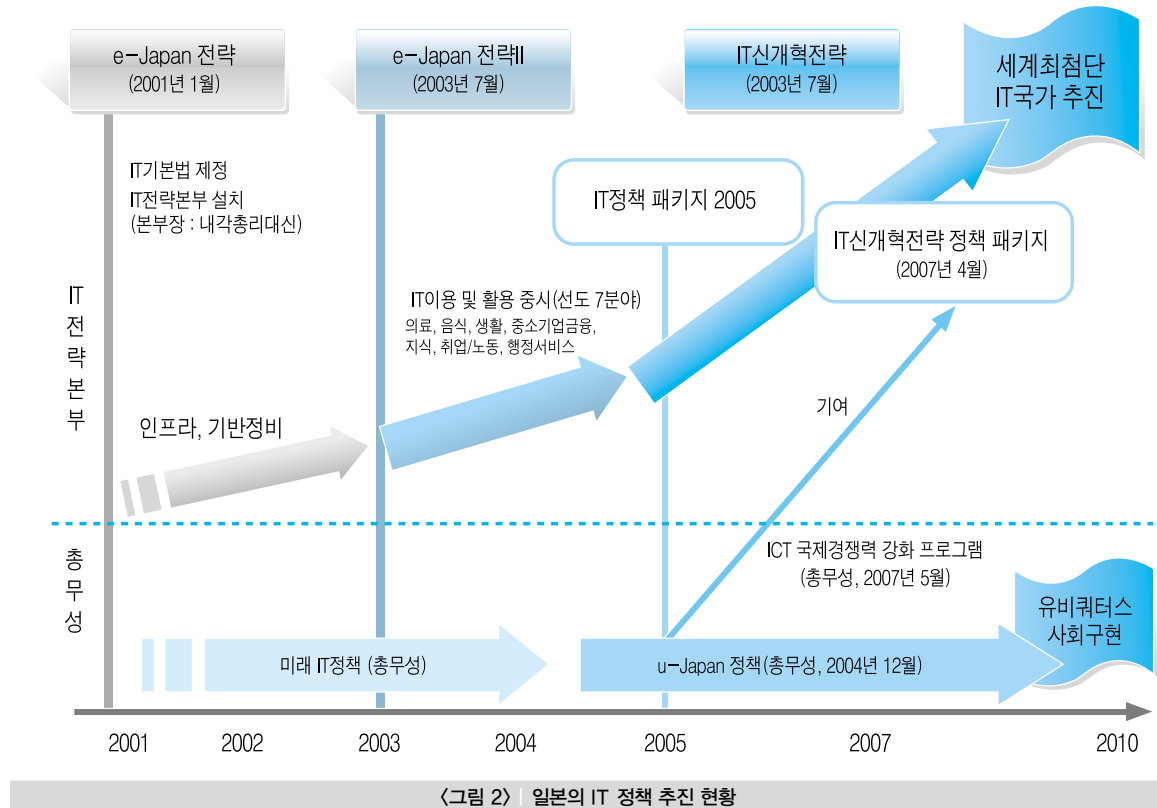 e-Japan 전략
(2001년 1월)
e-Japan 전략II
(2003년 7월)
IT신개혁전략
(2003년 7월)
세계최첨단
IT국가 추진
IT기본법 제정
IT전략본부 설치
(본부장 : 내각총리대신)
IT정책 패키지 2005
IT신개혁전략 정책 패키지
(2007년 4월)
IT전략본부
IT이용 및 활용 중시(선도 7분야)
의료, 음식, 생활, 중소기업금융,
지식, 취업/노동, 행정서비스
인프라, 기반정비
기여
총무성
ICT 국제경쟁력 강화 프로그램
(총무성, 2007년 5월)
유비쿼터스
사회구현
미래 IT정책 (총무성)
u-Japan 정책(총무성, 2004년 12월)
2001 2002 2003 2004 2005 2007 2010
〈그림 2〉 | 일본의 IT 정책 추진 현황